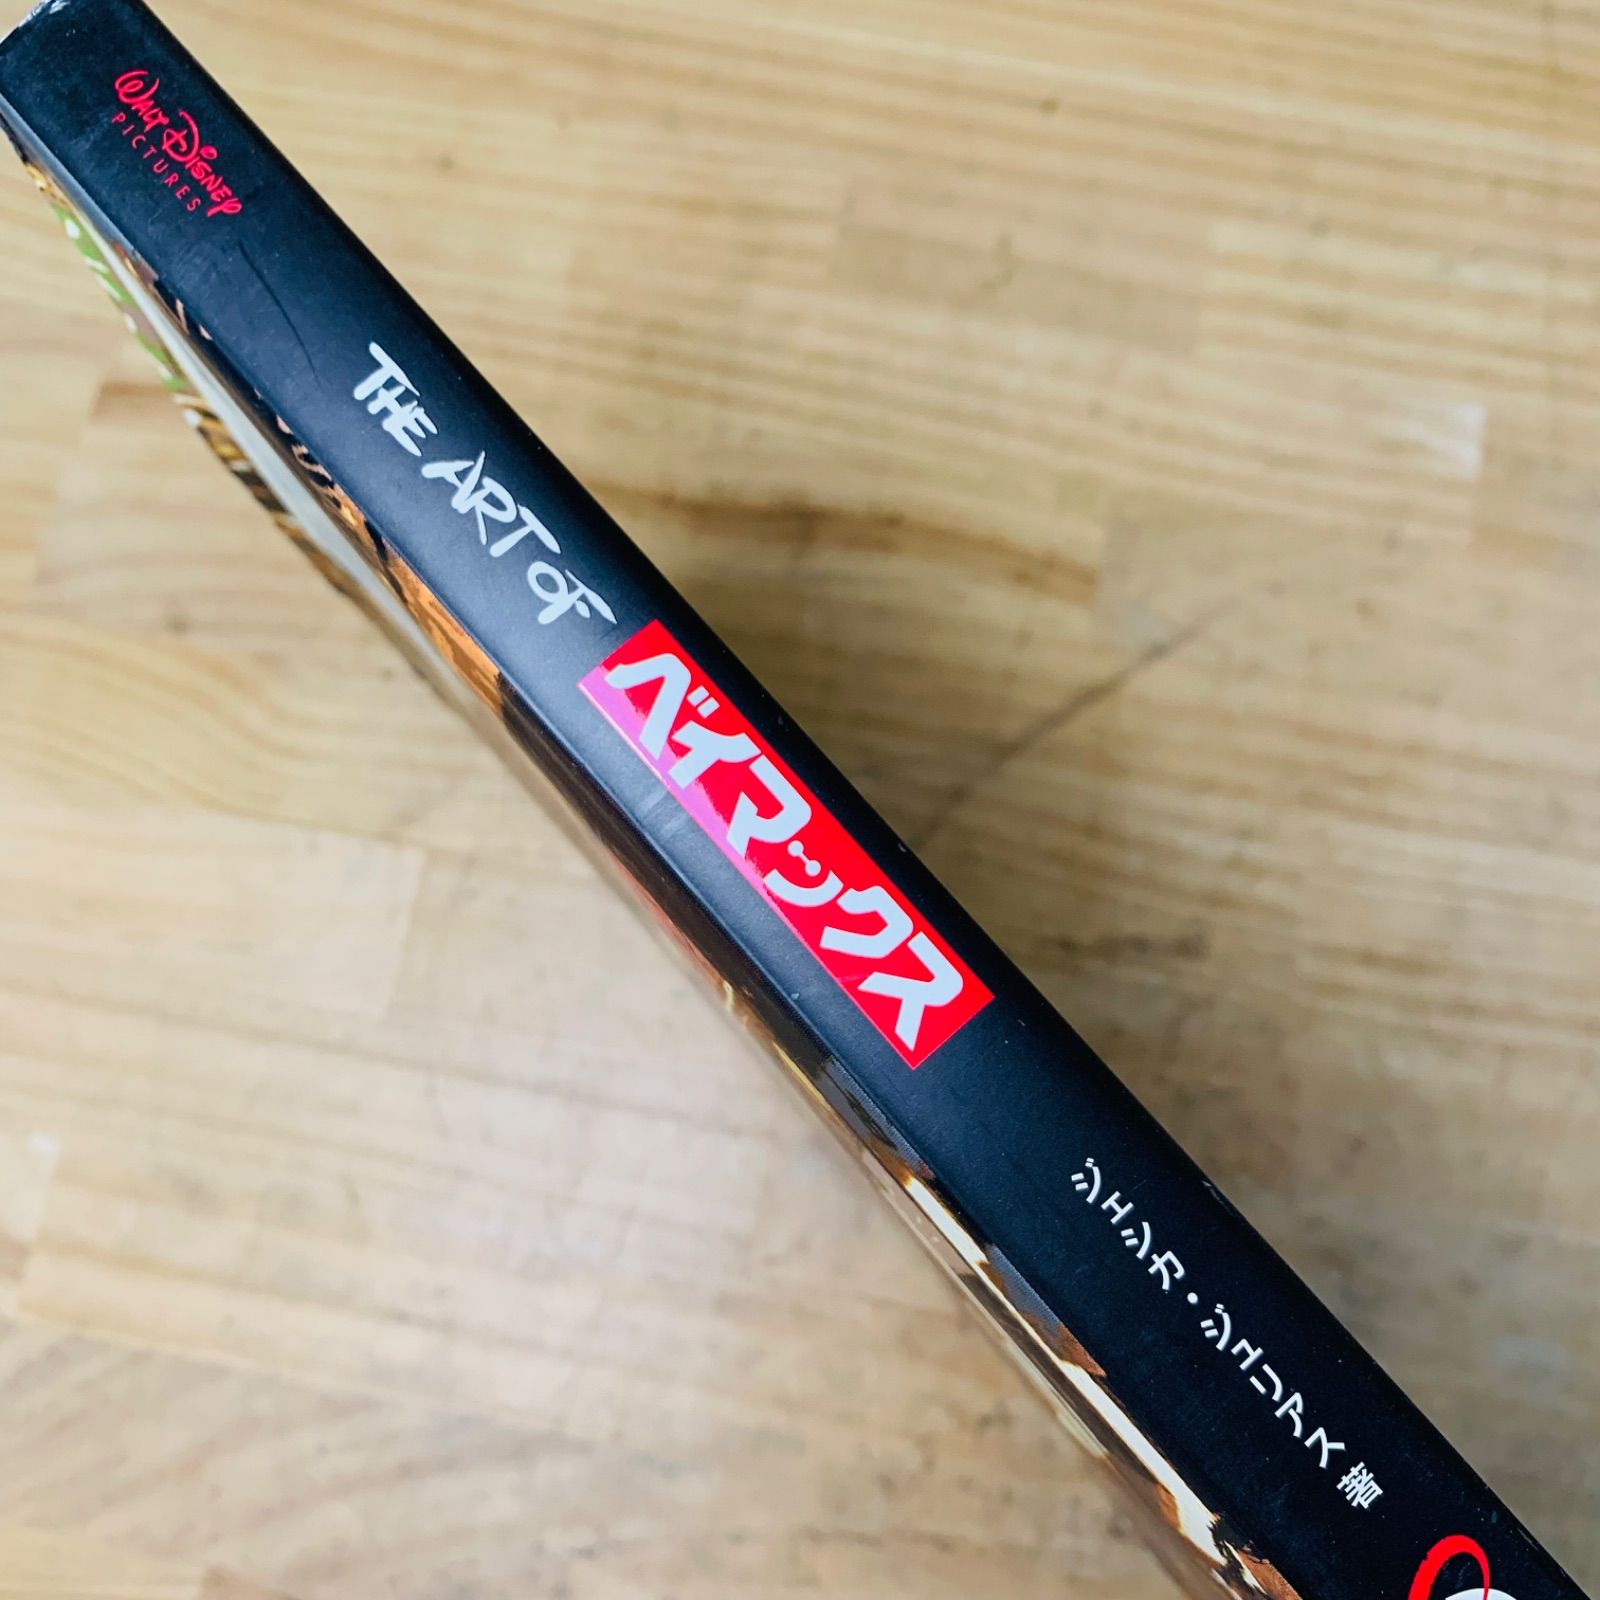 WALT DISNEY
PICTURES
THE ART OF
ベイマックス
ジェシカ・ジュリアス 著